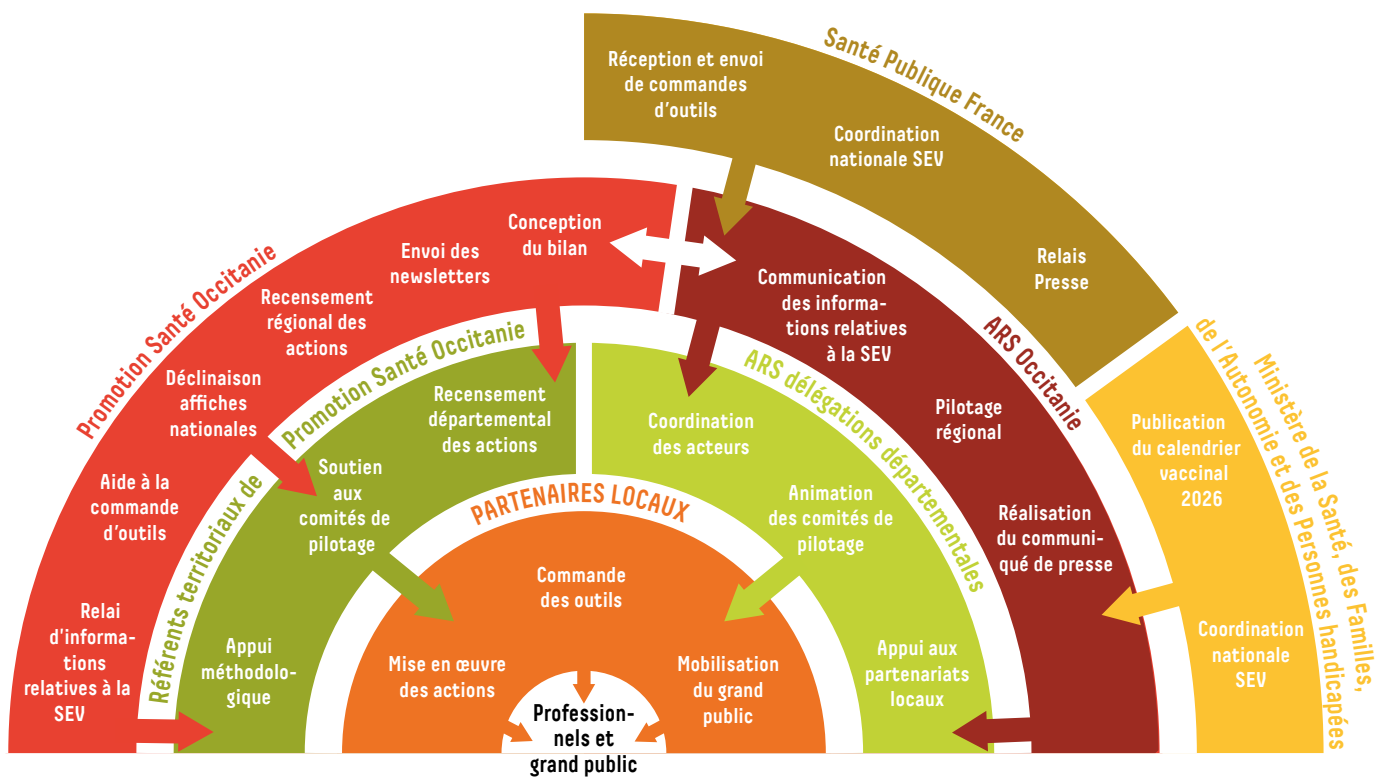 Santé Publique France
Réception et envoi
de commandes
d'outils
Coordination
nationale SEV
Relais
Presse
Ministère de la Santé, des Familles,
de l'Autonomie et des Personnes handicapées
Publication
du calendrier
vaccinal
2026
Coordination
nationale
SEV
Promotion Santé Occitanie
Conception
du bilan
Envoi des
newsletters
Recensement
régional des
actions
Déclinaison
affiches
nationales
Aide à la
commande
d'outils
Relai
d'informa-
tions
relatives à la
SEV
ARS Occitanie
Communication
des informa-
tions relatives
à la SEV
Pilotage
régional
Réalisation
du communi-
qué de presse
Référents territoriaux de Promotion Santé Occitanie
Recensement
départemental
des actions
Soutien
aux
comités de
pilotage
Appui
méthodolo-
gique
ARS délégations départementales
Coordination
des acteurs
Animation
des comités de
pilotage
Appui aux
partenariats
locaux
PARTENAIRES LOCAUX
Commande
des outils
Mise en œuvre
des actions
Mobilisation
du grand
public
Profession-
nels et
grand public